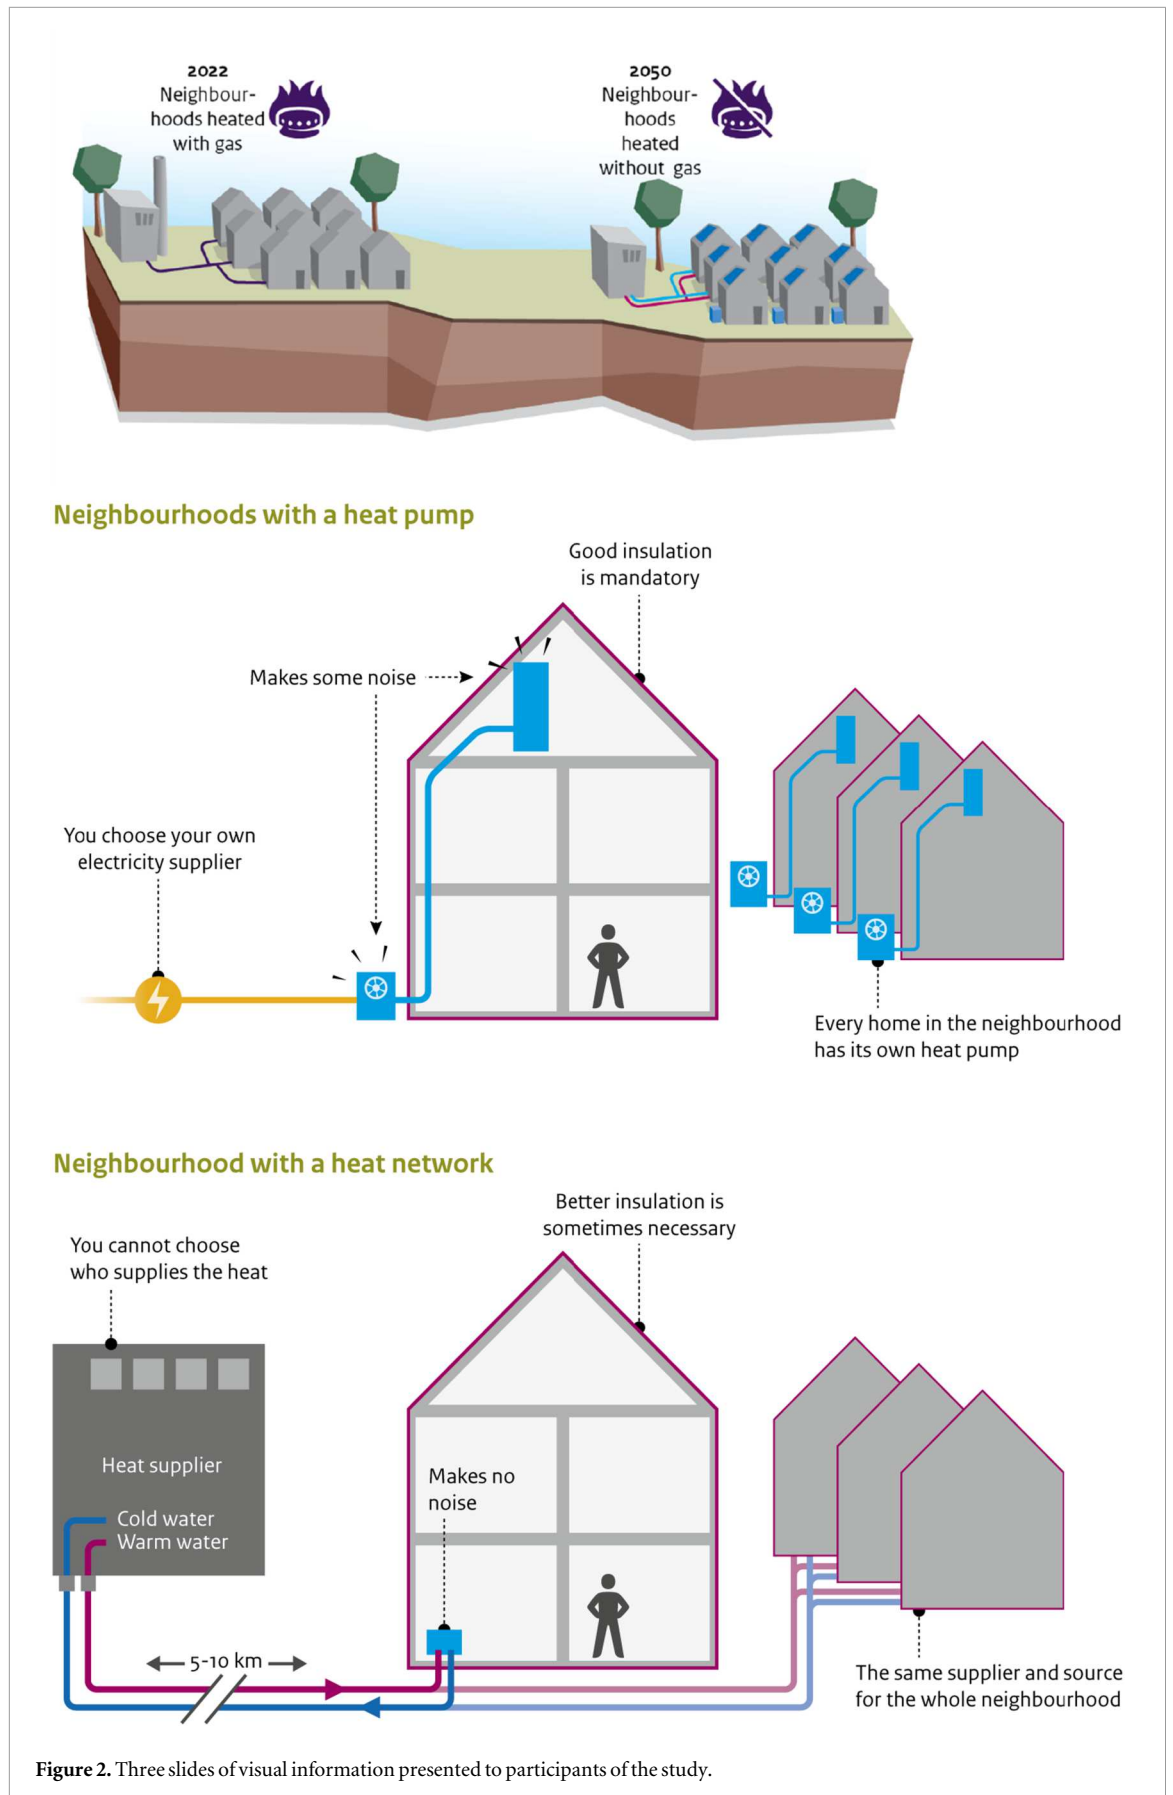 2022
Neighbour-
hoods heated
with gas
2050
Neighbour-
hoods
heated
without gas
Neighbourhoods with a heat pump
Good insulation
is mandatory
Makes some noise
You choose your own
electricity supplier
Every home in the neighbourhood
has its own heat pump
Neighbourhood with a heat network
Better insulation is
sometimes necessary
You cannot choose
who supplies the heat
Heat supplier
Cold water
Warm water
Makes no
noise
5-10 km
The same supplier and source
for the whole neighbourhood
Figure 2. Three slides of visual information presented to participants of the study.